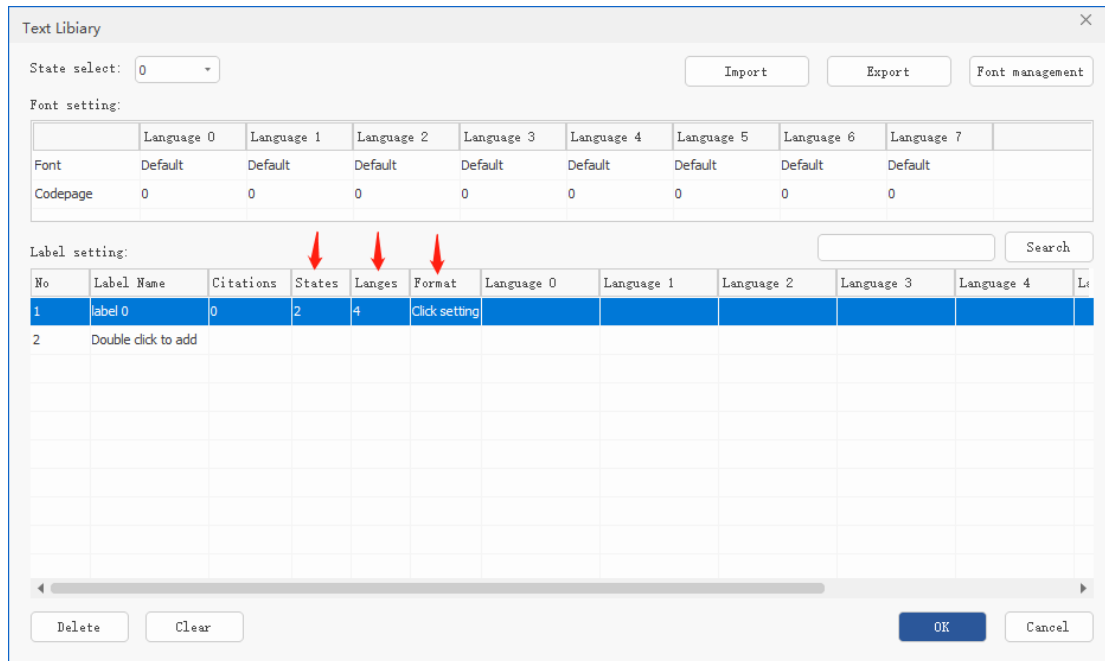 Text Libiary
State select: 0 Import Export Font management
Font setting:
Language 0 Language 1 Language 2 Language 3 Language 4 Language 5 Language 6 Language 7
Font Default Default Default Default Default Default Default Default
Codepage 0 0 0 0 0 0 0 0
Label setting: Search
No Label Name Citations States Langes Format Language 0 Language 1 Language 2 Language 3 Language 4
1 label 0 0 2 4 Click setting
2 Double click to add
Delete Clear OK Cancel